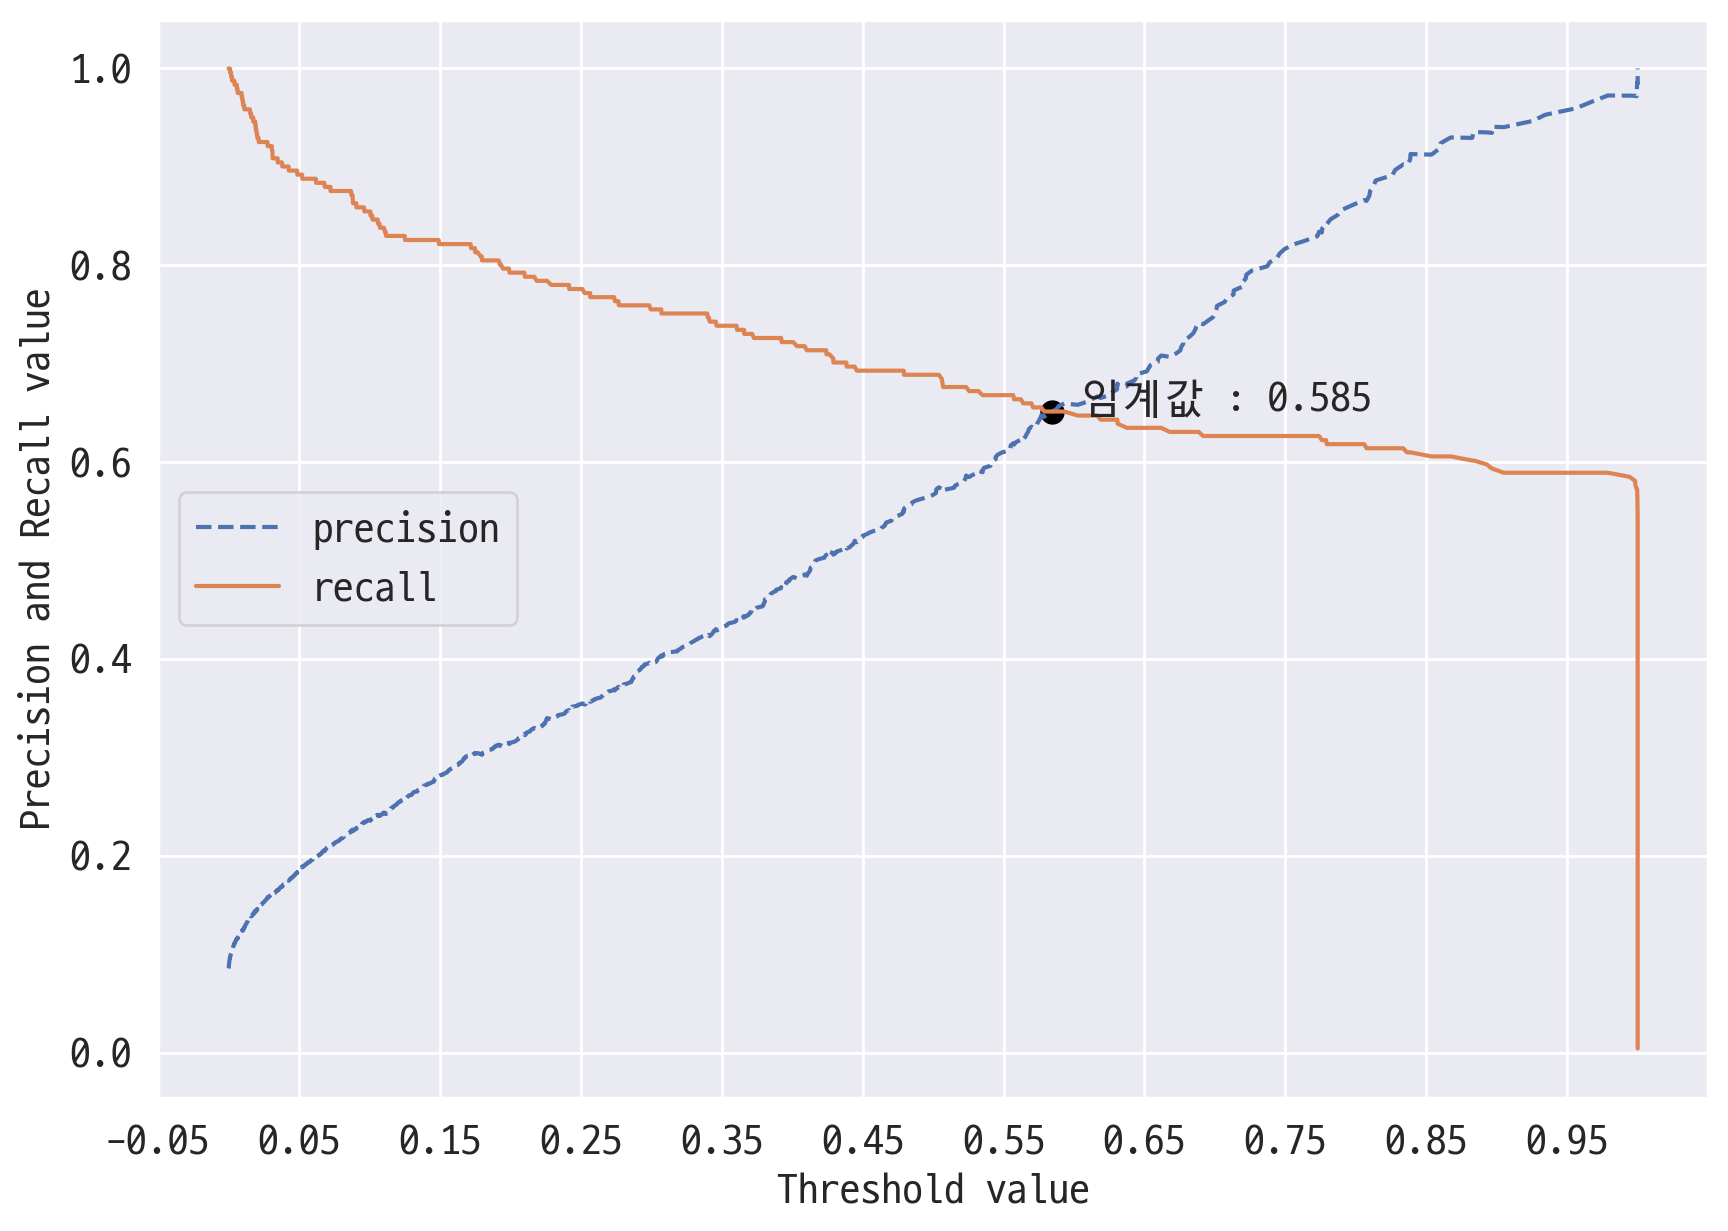 1.0
0.8
0.6
0.4
0.2
0.0
Precision and Recall value
임계값 : 0.585
precision
recall
-0.05 0.05 0.15 0.25 0.35 0.45 0.55 0.65 0.75 0.85 0.95
Threshold value